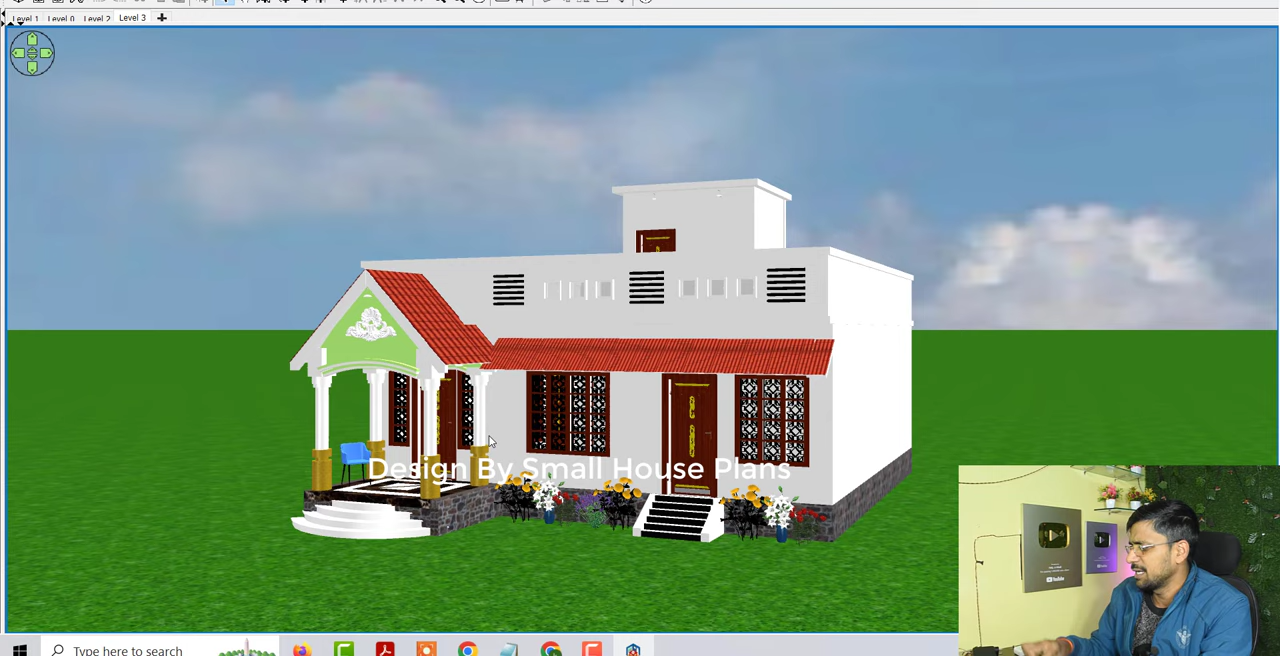 Level 1 Level 0 Level 2 Level 3
Design By Small House Plans
Type here to search